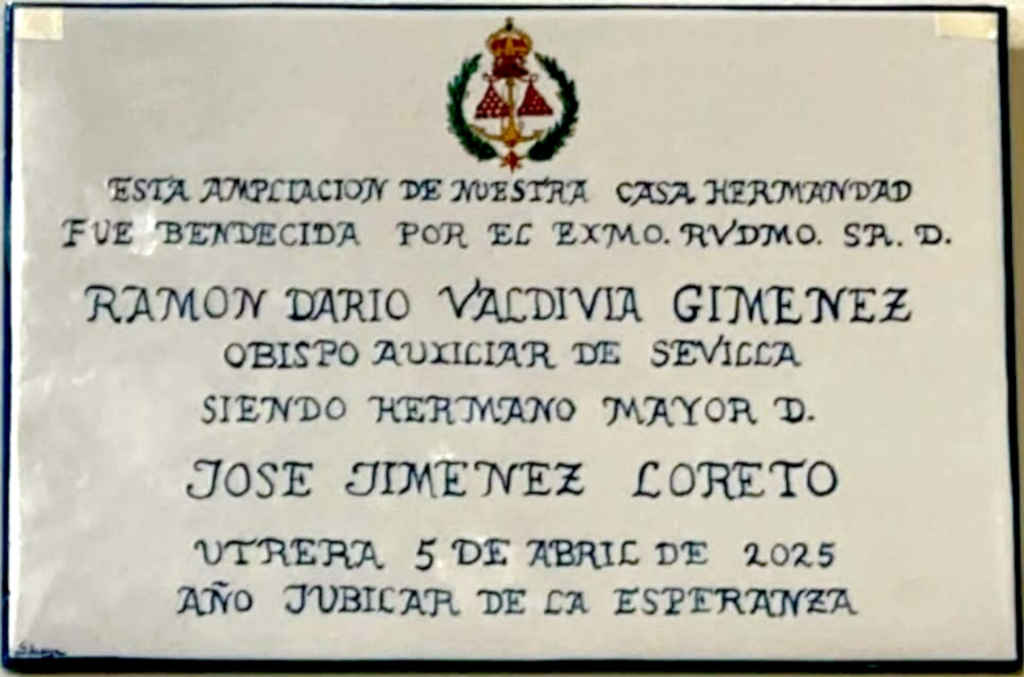 ESTA AMPLIACION DE NUESTRA CASA HERMANDAD
FUE BENDECIDA POR EL EXMO. RVDMO. SR. D.
RAMON DARIO VALDIVIA GIMENEZ
OBISPO AUXILIAR DE SEVILLA
SIENDO HERMANO MAYOR D.
JOSE JIMENEZ LORETO
UTRERA 5 DE ABRIL DE 2025
AÑO JUBILAR DE LA ESPERANZA